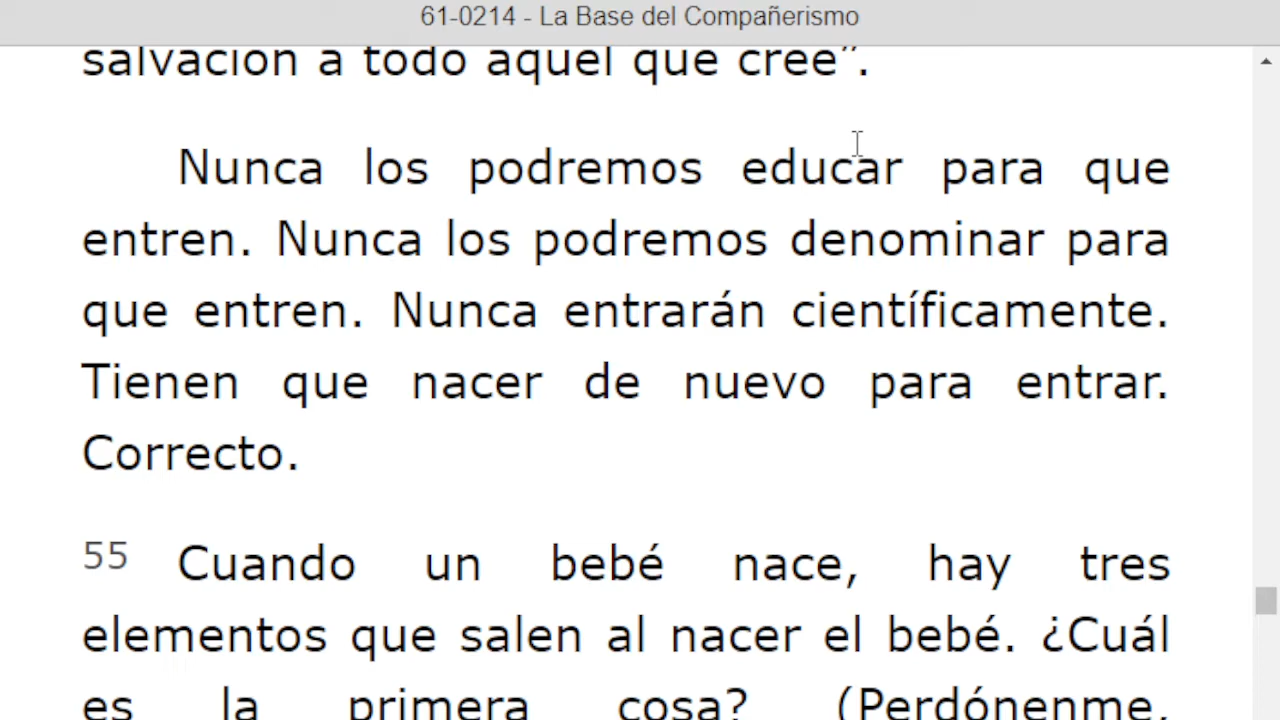 61-0214 - La Base del Compañerismo
salvación a todo aquel que cree”.
Nunca los podremos educar para que
entren. Nunca los podremos denominar para
que entren. Nunca entrarán científicamente.
Tienen que nacer de nuevo para entrar.
Correcto.
55 Cuando un bebé nace, hay tres
elementos que salen al nacer el bebé. ¿Cuál
es la primera cosa? (Perdónenme,